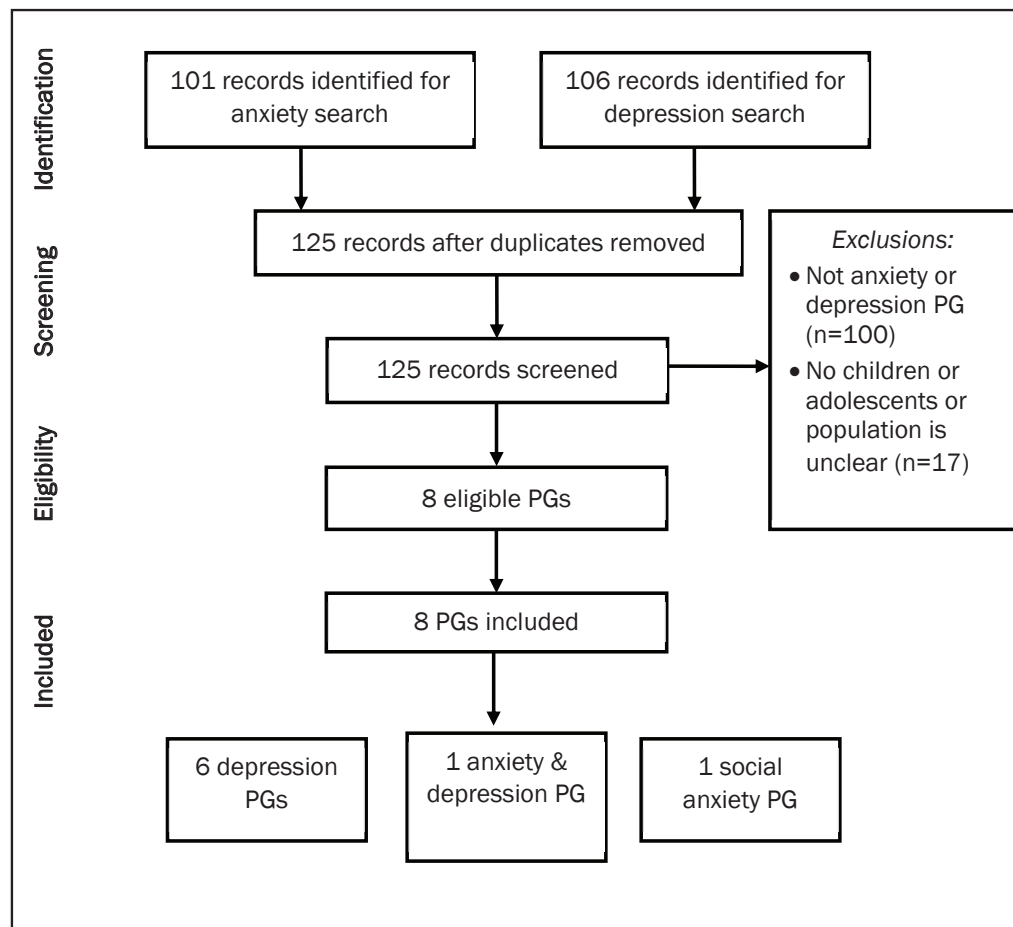 Identification
101 records identified for
anxiety search
106 records identified for
depression search
Screening
125 records after duplicates removed
125 records screened
Exclusions:
• Not anxiety or
depression PG
(n=100)
• No children or
adolescents or
population is
unclear (n=17)
Eligibility
8 eligible PGs
Included
8 PGs included
6 depression
PGs
1 anxiety &
depression PG
1 social
anxiety PG